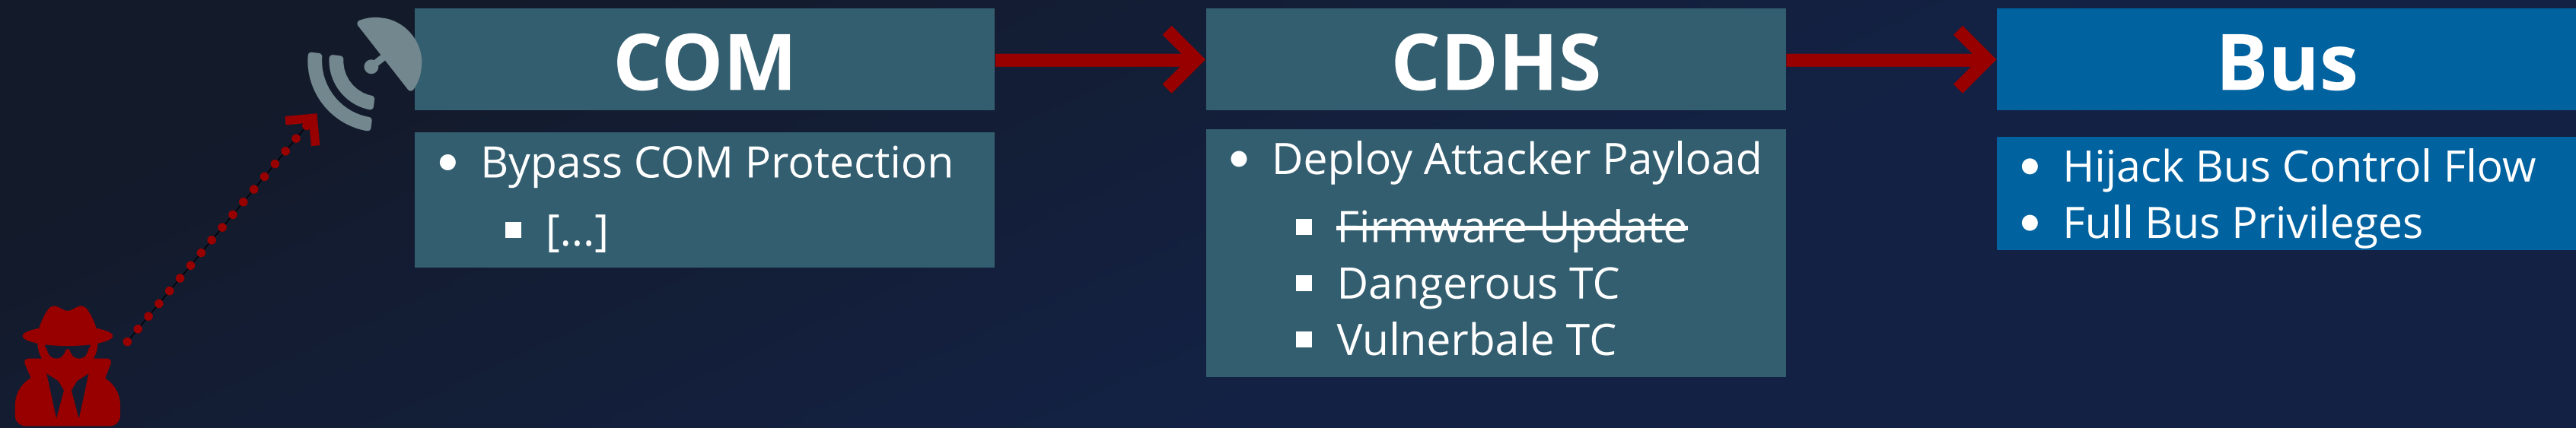 COM
Bypass COM Protection
[...]
CDHS
Deploy Attacker Payload
Firmware Update
Dangerous TC
Vulnerbale TC
Bus
Hijack Bus Control Flow
Full Bus Privileges